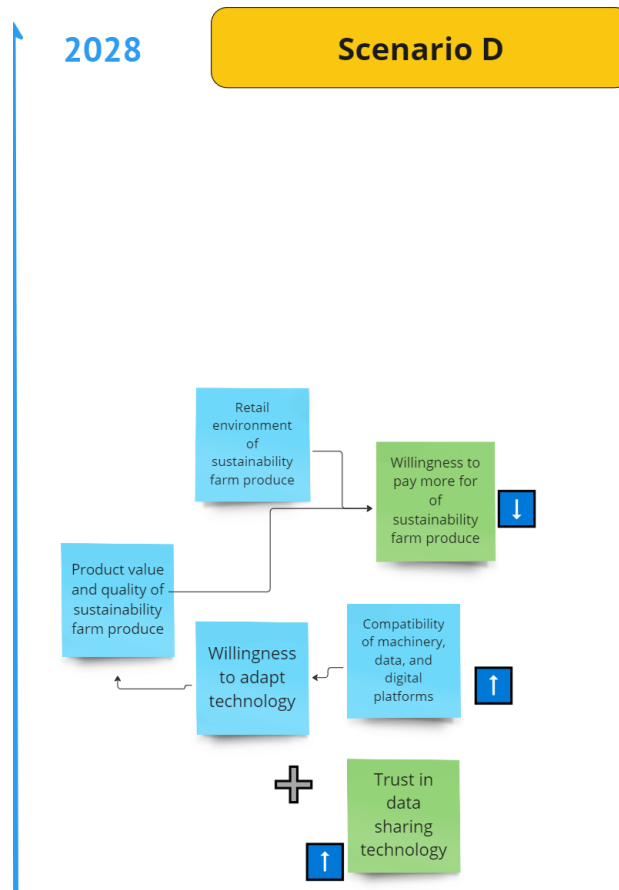 2028
Scenario D
Retail
environment
of
sustainability
farm produce
Willingness to
pay more for
of
sustainability
farm produce
Product value
and quality of
sustainability
farm produce
Willingness
to adapt
technology
Compatibility
of machinery,
data, and
digital
platforms
Trust in
data
sharing
technology